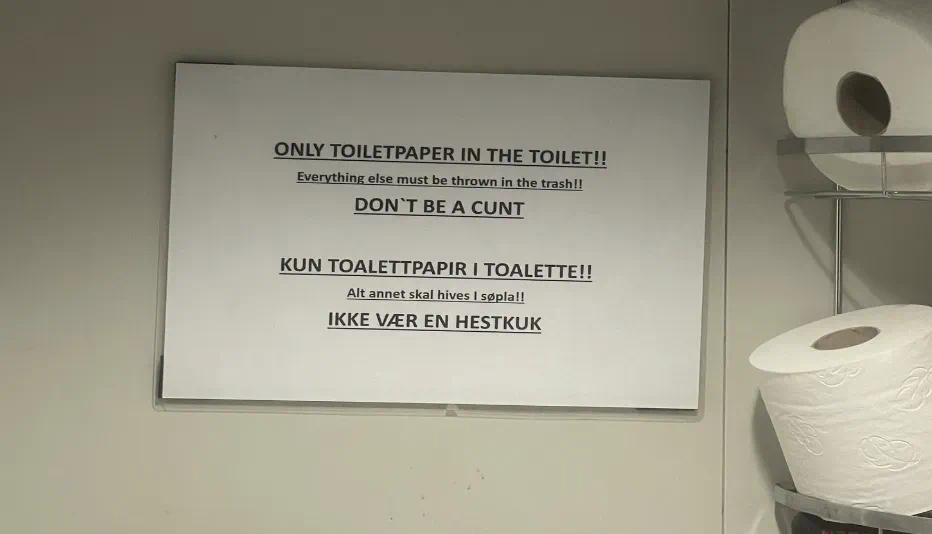 ONLY TOILETPAPER IN THE TOILET!!
Everything else must be thrown in the trash!!
DON`T BE A CUNT
KUN TOALETTPAPIR I TOALETTE!!
Alt annet skal hives I søpla!!
IKKE VÆR EN HESTKUK